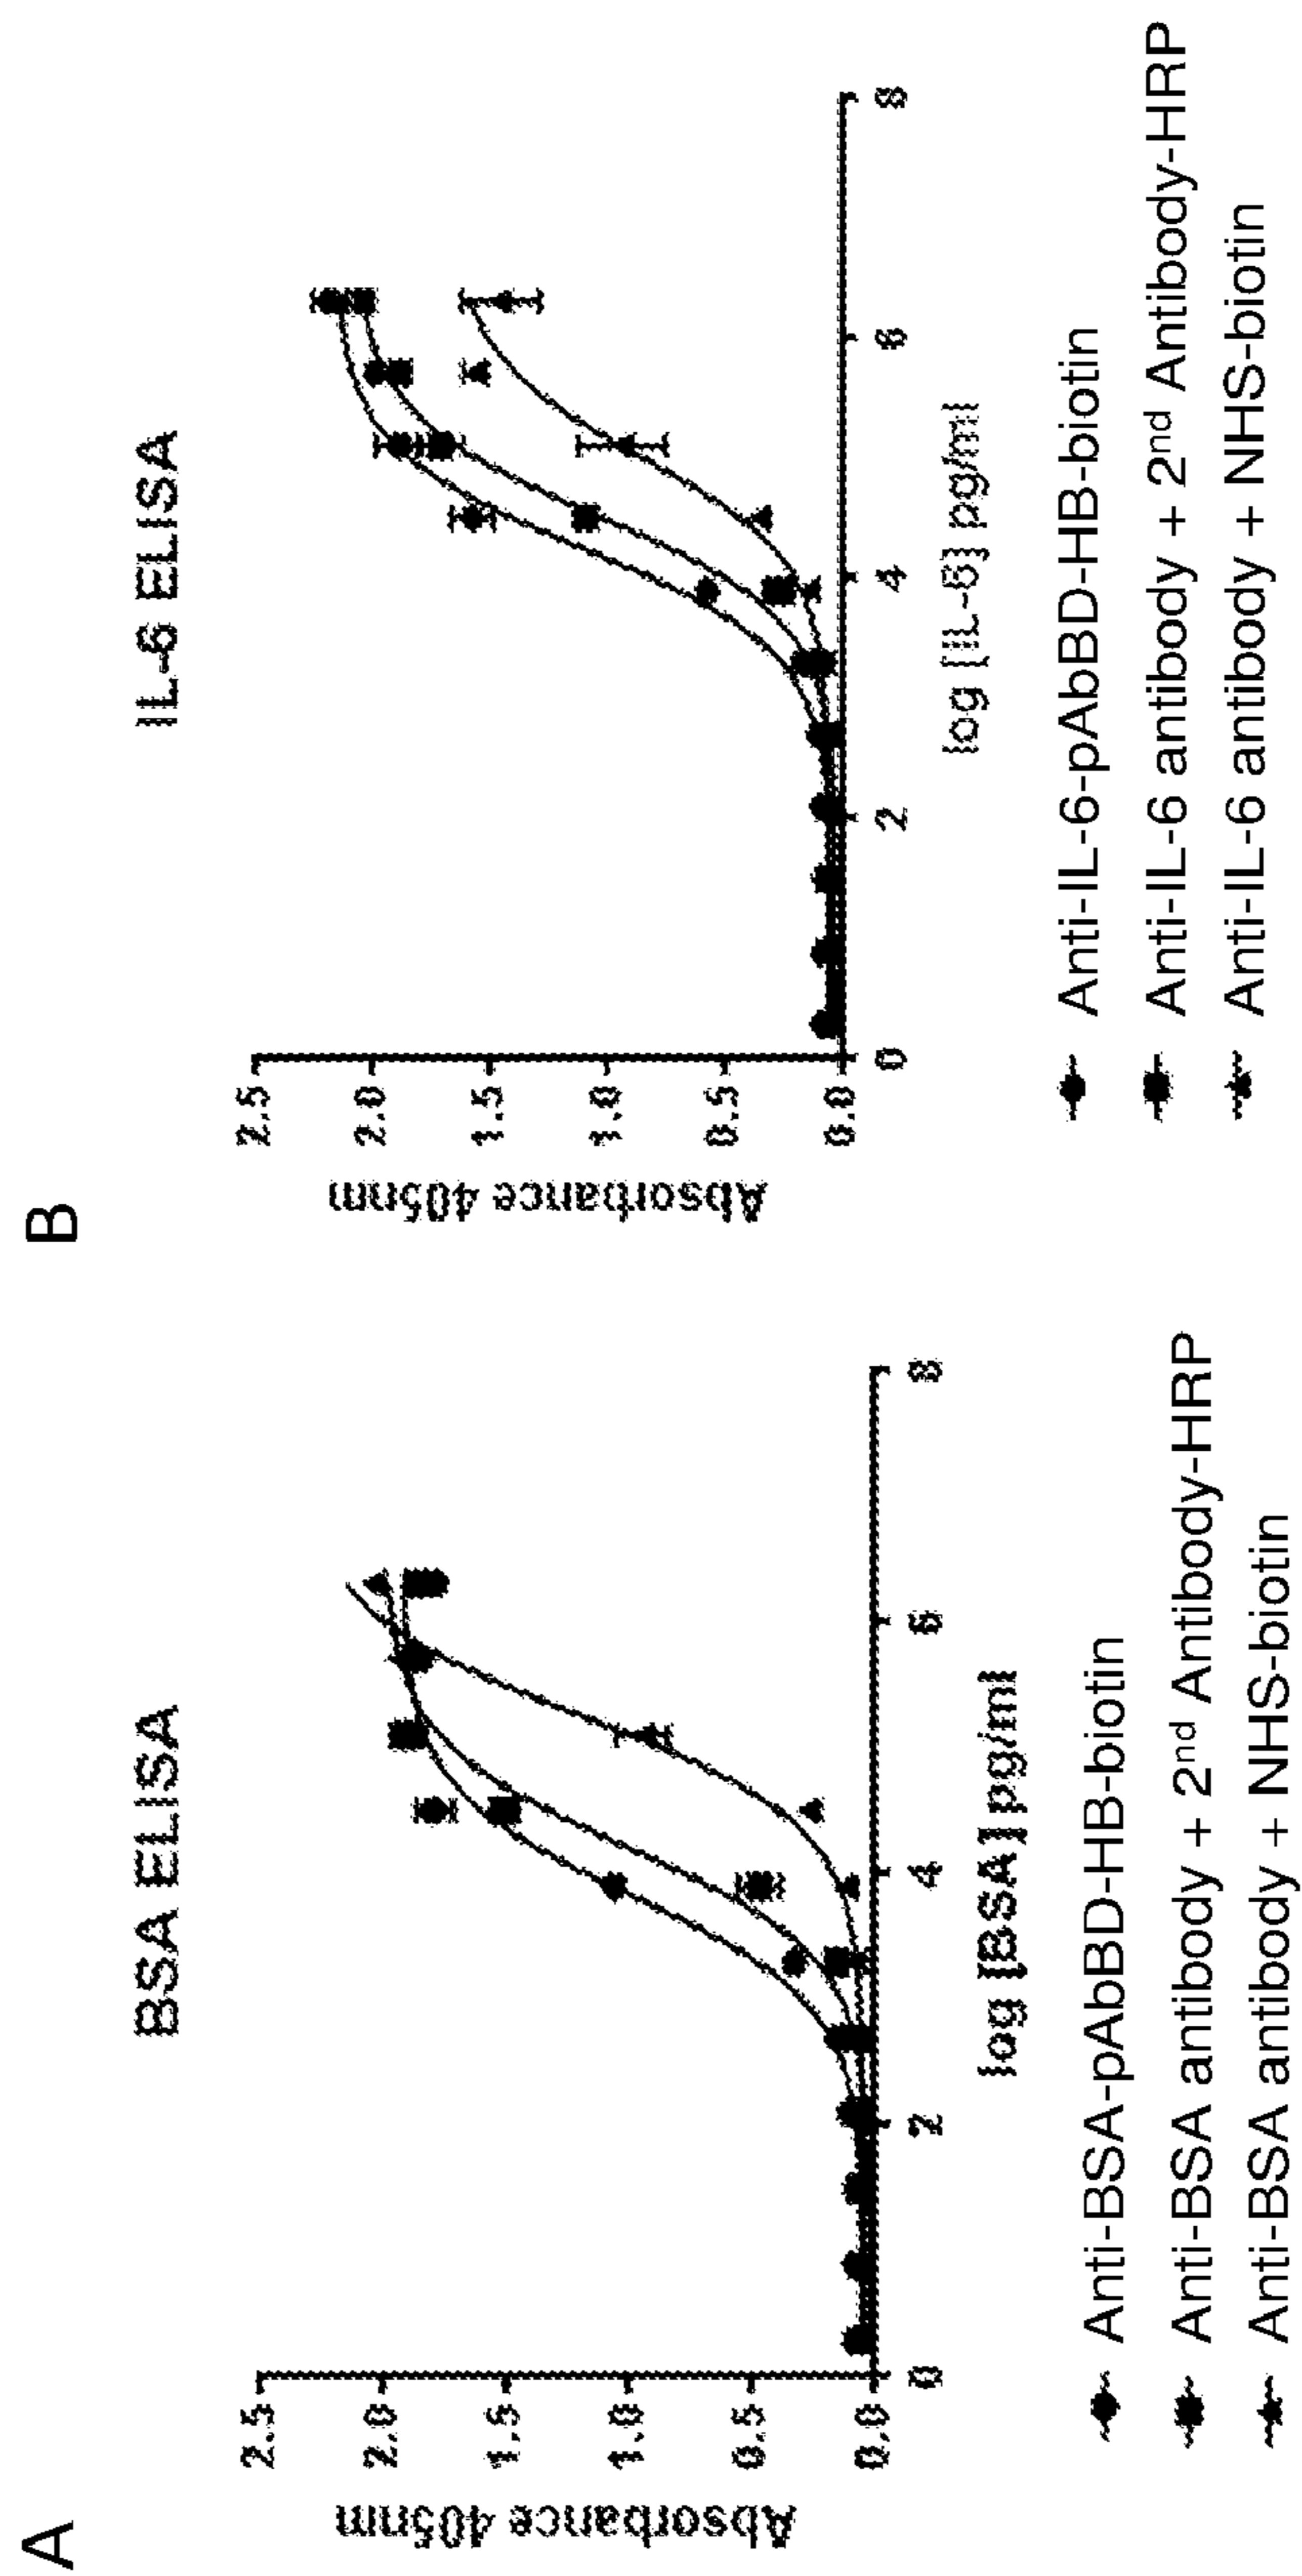 A
BSA ELISA
Absorbance 405nm
2.5
2.0
1.5
1.0
0.5
0.0
0
2
4
6
8
log [BSA] pg/ml
Anti-BSA-pAbBD-HB-biotin
Anti-BSA antibody + 2nd Antibody-HRP
Anti-BSA antibody + NHS-biotin
B
IL-6 ELISA
Absorbance 405nm
2.5
2.0
1.5
1.0
0.5
0.0
0
2
4
6
8
log [IL-6] pg/ml
Anti-IL-6-pAbBD-HB-biotin
Anti-IL-6 antibody + 2nd Antibody-HRP
Anti-IL-6 antibody + NHS-biotin